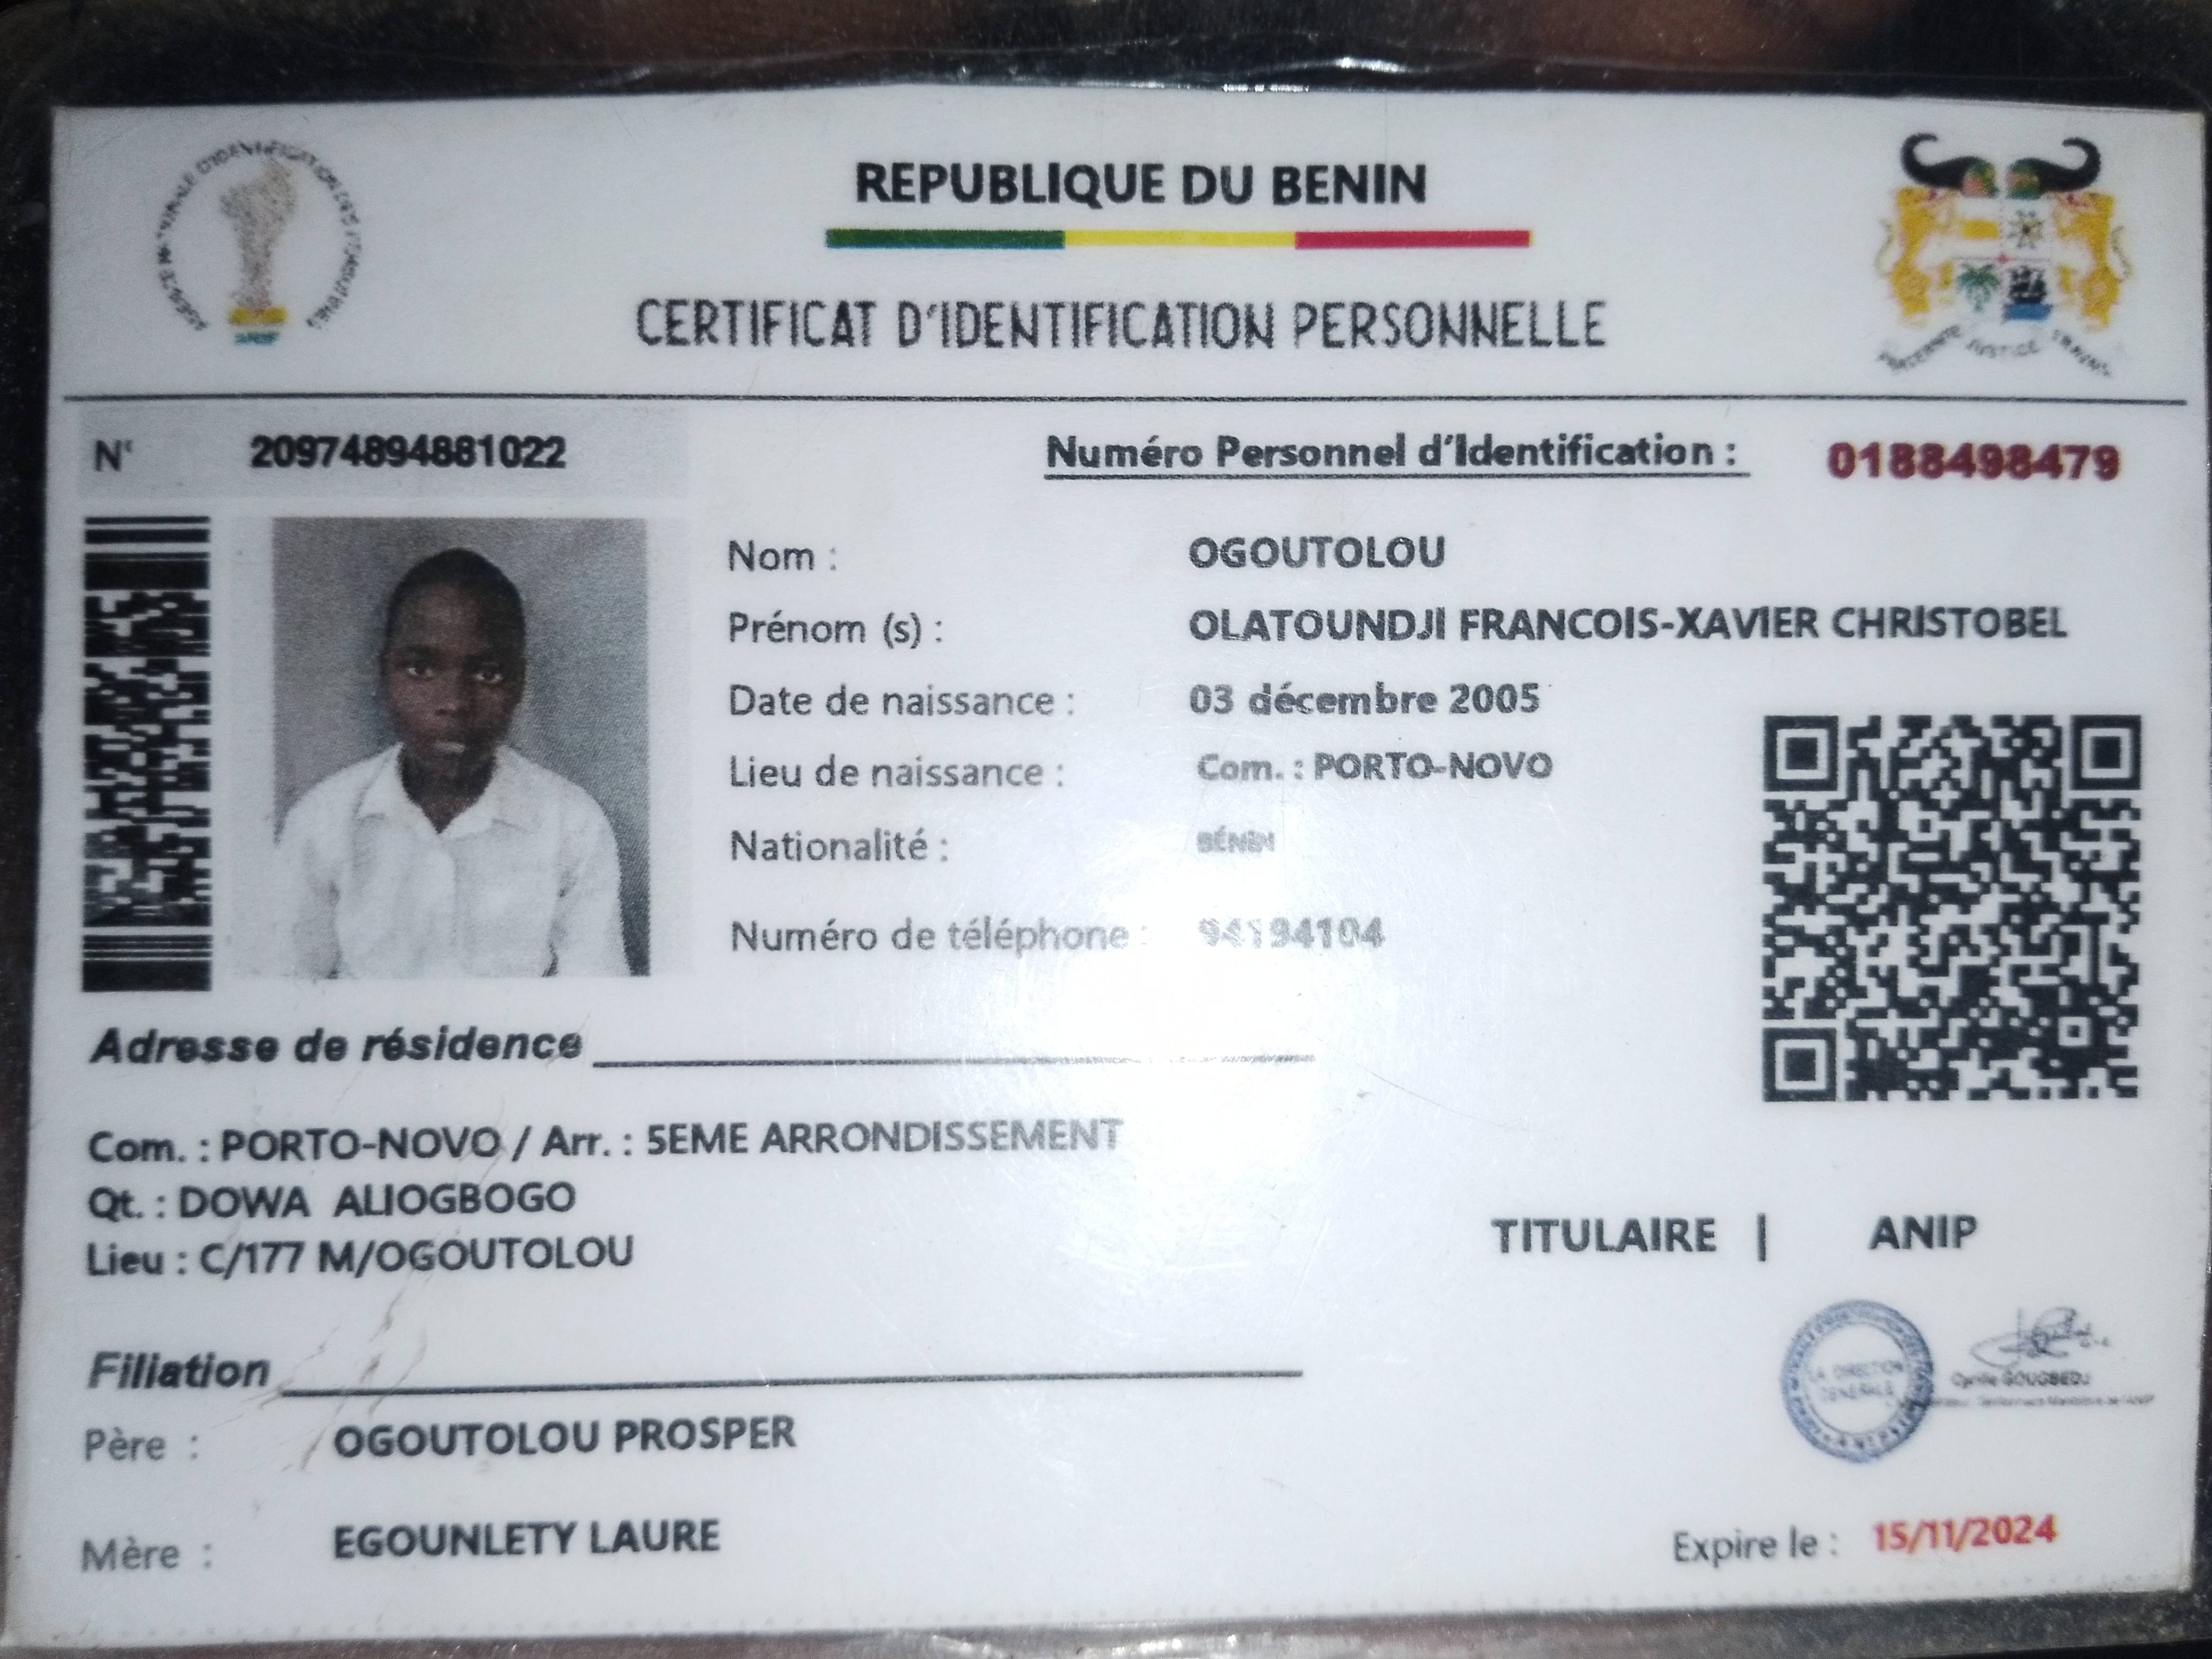 AGENCE NATIONALE D'IDENTIFICATION DES PERSONNES
ANIP
REPUBLIQUE DU BENIN
CERTIFICAT D'IDENTIFICATION PERSONNELLE
FRATERNITE JUSTICE TRAVAIL
N° 20974894881022
Numéro Personnel d'Identification : 0188498479
Nom : OGOUTOLOU
Prénom (s) : OLATOUNDJI FRANCOIS-XAVIER CHRISTOBEL
Date de naissance : 03 décembre 2005
Lieu de naissance : Com. : PORTO-NOVO
Nationalité : BÉNIN
Numéro de téléphone : 94194104
Adresse de résidence
Com. : PORTO-NOVO / Arr. : 5EME ARRONDISSEMENT
Qt. : DOWA ALIOGBOGO
Lieu : C/177 M/OGOUTOLOU
TITULAIRE | ANIP
LA DIRECTION
GENERALE
Cyrille GOUGBEDJI
Filiation
Père : OGOUTOLOU PROSPER
Mère : EGOUNLETY LAURE
Expire le : 15/11/2024